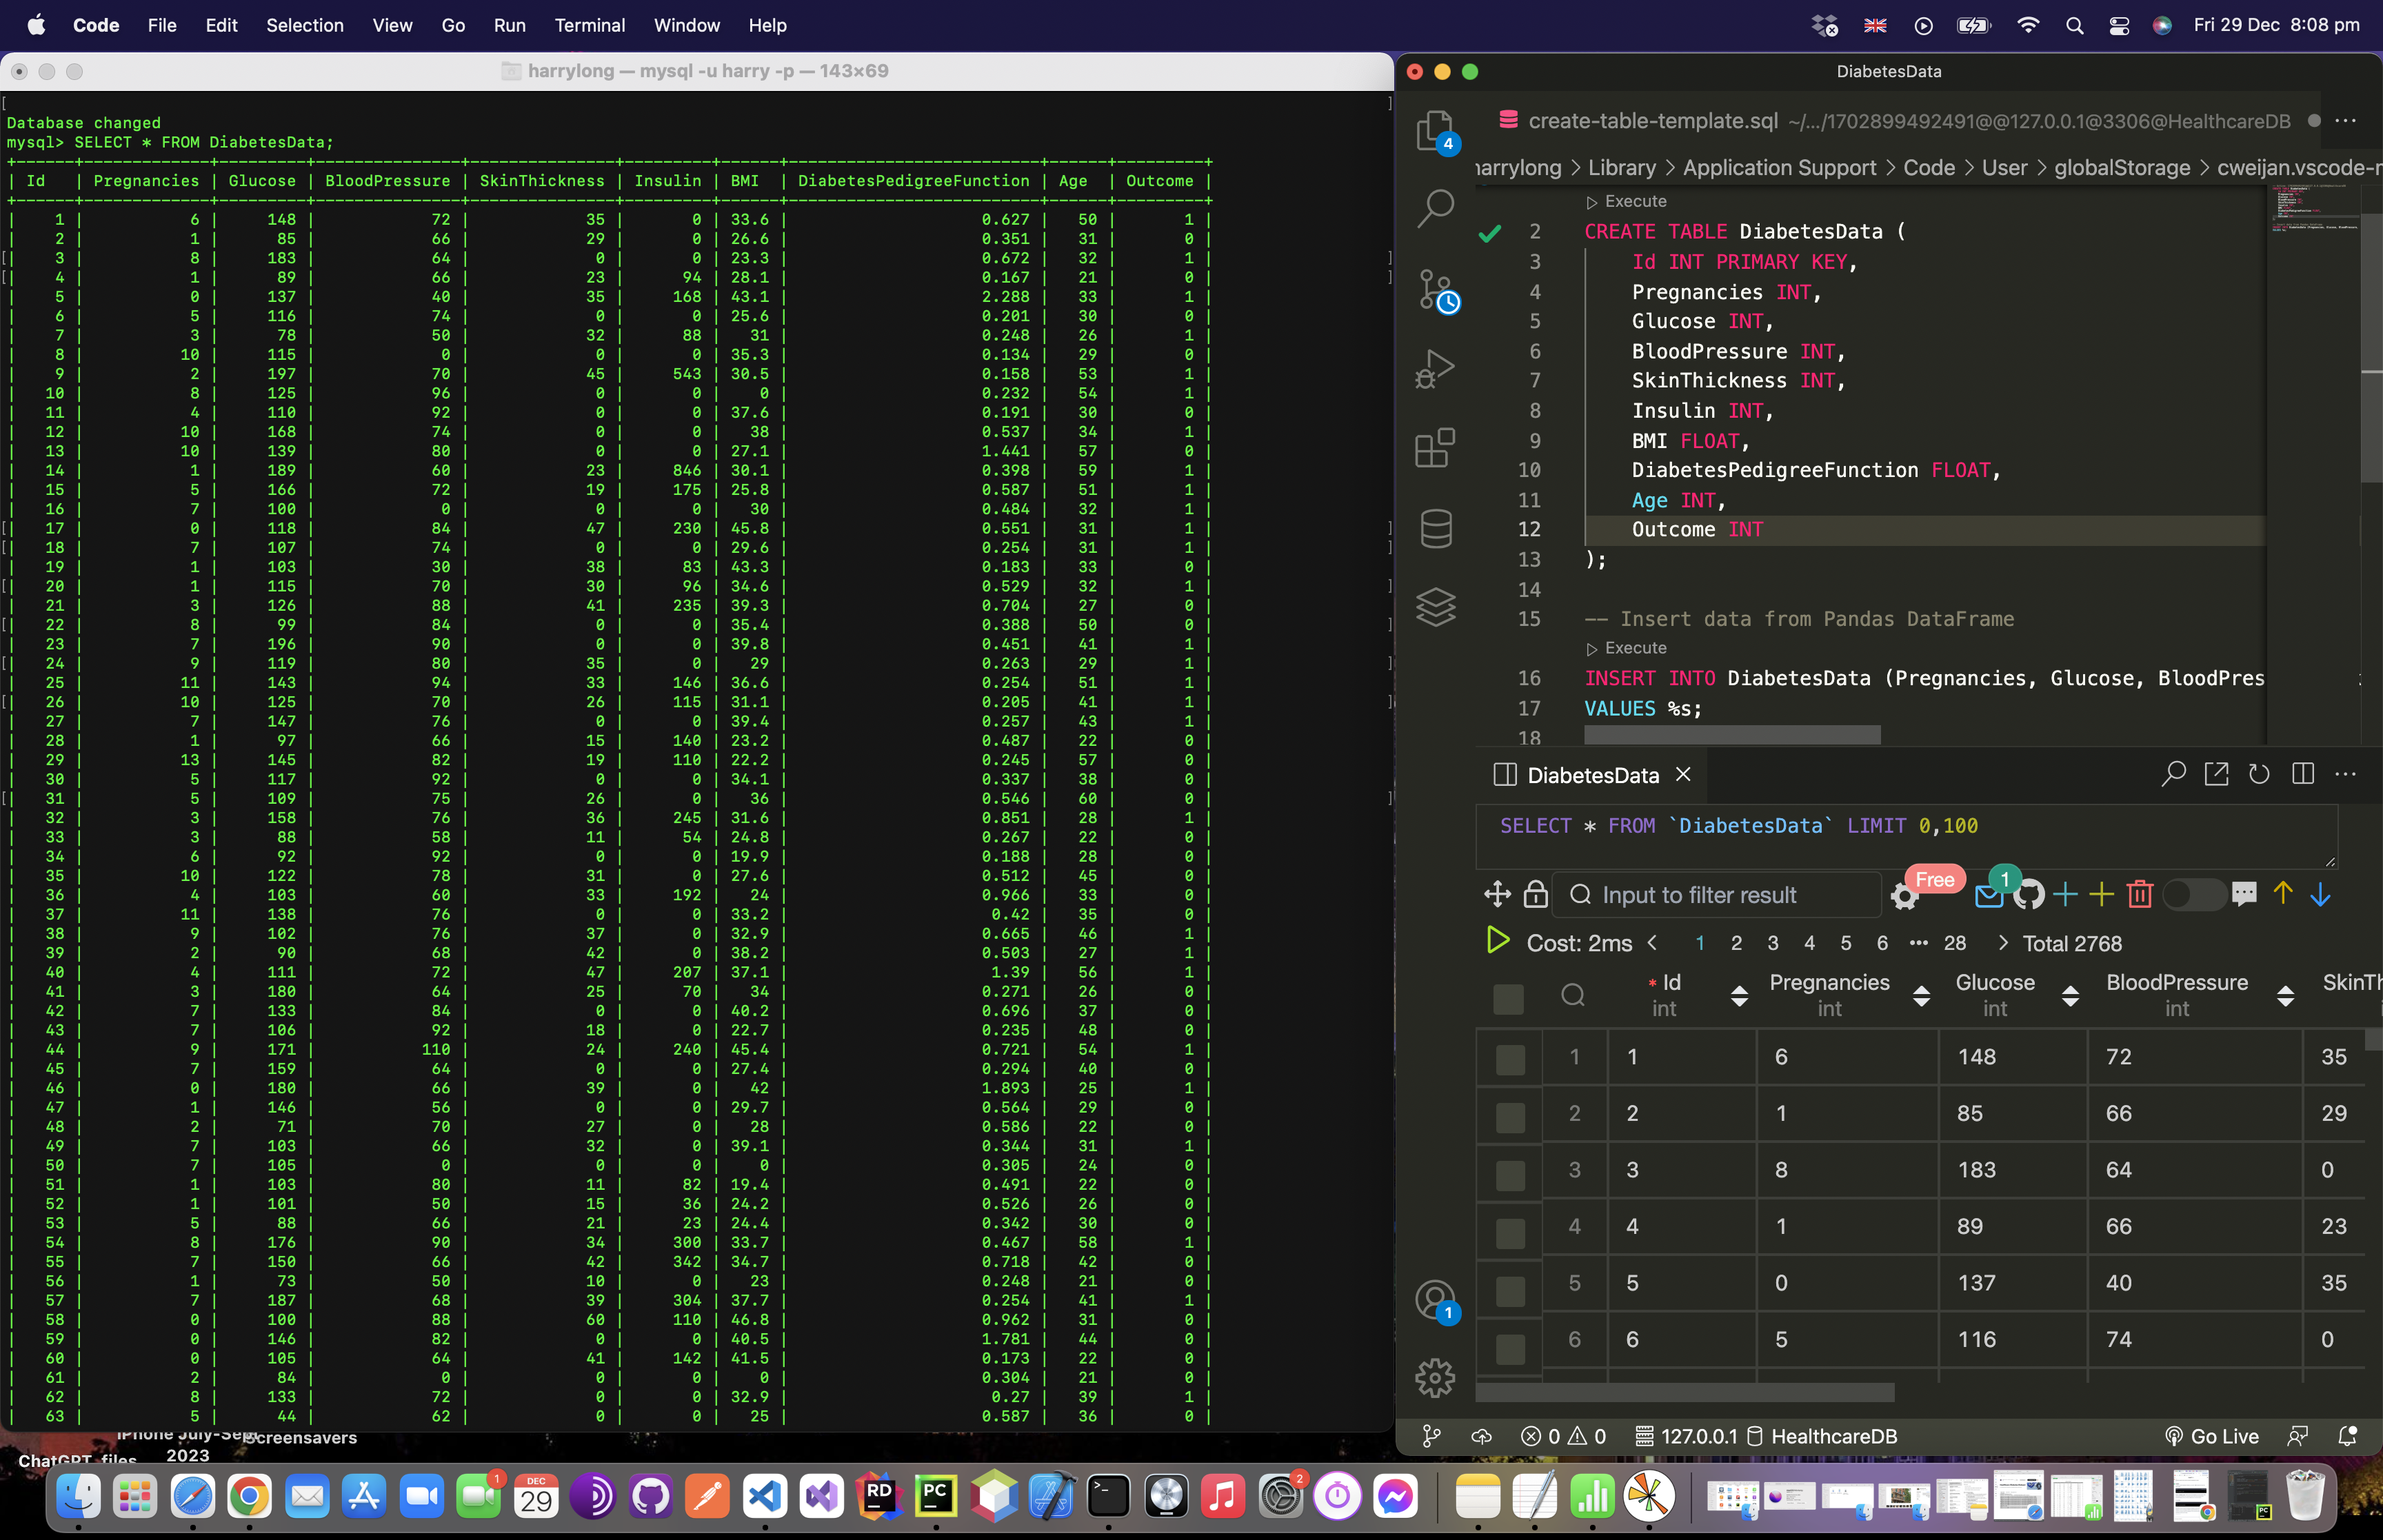 Code File Edit Selection View Go Run Terminal Window Help Fri 29 Dec 8:08 pm
harrylong — mysql -u harry -p — 143×69
Database changed
mysql> SELECT * FROM DiabetesData;
| Id | Pregnancies | Glucose | BloodPressure | SkinThickness | Insulin | BMI | DiabetesPedigreeFunction | Age | Outcome |
| 1 | 6 | 148 | 72 | 35 | 0 | 33.6 | 0.627 | 50 | 1 |
| 2 | 1 | 85 | 66 | 29 | 0 | 26.6 | 0.351 | 31 | 0 |
| 3 | 8 | 183 | 64 | 0 | 0 | 23.3 | 0.672 | 32 | 1 |
| 4 | 1 | 89 | 66 | 23 | 94 | 28.1 | 0.167 | 21 | 0 |
| 5 | 0 | 137 | 40 | 35 | 168 | 43.1 | 2.288 | 33 | 1 |
| 6 | 5 | 116 | 74 | 0 | 0 | 25.6 | 0.201 | 30 | 0 |
| 7 | 3 | 78 | 50 | 32 | 88 | 31 | 0.248 | 26 | 1 |
| 8 | 10 | 115 | 0 | 0 | 0 | 35.3 | 0.134 | 29 | 0 |
| 9 | 2 | 197 | 70 | 45 | 543 | 30.5 | 0.158 | 53 | 1 |
| 10 | 8 | 125 | 96 | 0 | 0 | 0 | 0.232 | 54 | 1 |
| 11 | 4 | 110 | 92 | 0 | 0 | 37.6 | 0.191 | 30 | 0 |
| 12 | 10 | 168 | 74 | 0 | 0 | 38 | 0.537 | 34 | 1 |
| 13 | 10 | 139 | 80 | 0 | 0 | 27.1 | 1.441 | 57 | 0 |
| 14 | 1 | 189 | 60 | 23 | 846 | 30.1 | 0.398 | 59 | 1 |
| 15 | 5 | 166 | 72 | 19 | 175 | 25.8 | 0.587 | 51 | 1 |
| 16 | 7 | 100 | 0 | 0 | 0 | 30 | 0.484 | 32 | 1 |
| 17 | 0 | 118 | 84 | 47 | 230 | 45.8 | 0.551 | 31 | 1 |
| 18 | 7 | 107 | 74 | 0 | 0 | 29.6 | 0.254 | 31 | 1 |
| 19 | 1 | 103 | 30 | 38 | 83 | 43.3 | 0.183 | 33 | 0 |
| 20 | 1 | 115 | 70 | 30 | 96 | 34.6 | 0.529 | 32 | 1 |
| 21 | 3 | 126 | 88 | 41 | 235 | 39.3 | 0.704 | 27 | 0 |
| 22 | 8 | 99 | 84 | 0 | 0 | 35.4 | 0.388 | 50 | 0 |
| 23 | 7 | 196 | 90 | 0 | 0 | 39.8 | 0.451 | 41 | 1 |
| 24 | 9 | 119 | 80 | 35 | 0 | 29 | 0.263 | 29 | 1 |
| 25 | 11 | 143 | 94 | 33 | 146 | 36.6 | 0.254 | 51 | 1 |
| 26 | 10 | 125 | 70 | 26 | 115 | 31.1 | 0.205 | 41 | 1 |
| 27 | 7 | 147 | 76 | 0 | 0 | 39.4 | 0.257 | 43 | 1 |
| 28 | 1 | 97 | 66 | 15 | 140 | 23.2 | 0.487 | 22 | 0 |
| 29 | 13 | 145 | 82 | 19 | 110 | 22.2 | 0.245 | 57 | 0 |
| 30 | 5 | 117 | 92 | 0 | 0 | 34.1 | 0.337 | 38 | 0 |
| 31 | 5 | 109 | 75 | 26 | 0 | 36 | 0.546 | 60 | 0 |
| 32 | 3 | 158 | 76 | 36 | 245 | 31.6 | 0.851 | 28 | 1 |
| 33 | 3 | 88 | 58 | 11 | 54 | 24.8 | 0.267 | 22 | 0 |
| 34 | 6 | 92 | 92 | 0 | 0 | 19.9 | 0.188 | 28 | 0 |
| 35 | 10 | 122 | 78 | 31 | 0 | 27.6 | 0.512 | 45 | 0 |
| 36 | 4 | 103 | 60 | 33 | 192 | 24 | 0.966 | 33 | 0 |
| 37 | 11 | 138 | 76 | 0 | 0 | 33.2 | 0.42 | 35 | 0 |
| 38 | 9 | 102 | 76 | 37 | 0 | 32.9 | 0.665 | 46 | 1 |
| 39 | 2 | 90 | 68 | 42 | 0 | 38.2 | 0.503 | 27 | 1 |
| 40 | 4 | 111 | 72 | 47 | 207 | 37.1 | 1.39 | 56 | 1 |
| 41 | 3 | 180 | 64 | 25 | 70 | 34 | 0.271 | 26 | 0 |
| 42 | 7 | 133 | 84 | 0 | 0 | 40.2 | 0.696 | 37 | 0 |
| 43 | 7 | 106 | 92 | 18 | 0 | 22.7 | 0.235 | 48 | 0 |
| 44 | 9 | 171 | 110 | 24 | 240 | 45.4 | 0.721 | 54 | 1 |
| 45 | 7 | 159 | 64 | 0 | 0 | 27.4 | 0.294 | 40 | 0 |
| 46 | 0 | 180 | 66 | 39 | 0 | 42 | 1.893 | 25 | 1 |
| 47 | 1 | 146 | 56 | 0 | 0 | 29.7 | 0.564 | 29 | 0 |
| 48 | 2 | 71 | 70 | 27 | 0 | 28 | 0.586 | 22 | 0 |
| 49 | 7 | 103 | 66 | 32 | 0 | 39.1 | 0.344 | 31 | 1 |
| 50 | 7 | 105 | 0 | 0 | 0 | 0 | 0.305 | 24 | 0 |
| 51 | 1 | 103 | 80 | 11 | 82 | 19.4 | 0.491 | 22 | 0 |
| 52 | 1 | 101 | 50 | 15 | 36 | 24.2 | 0.526 | 26 | 0 |
| 53 | 5 | 88 | 66 | 21 | 23 | 24.4 | 0.342 | 30 | 0 |
| 54 | 8 | 176 | 90 | 34 | 300 | 33.7 | 0.467 | 58 | 1 |
| 55 | 7 | 150 | 66 | 42 | 342 | 34.7 | 0.718 | 42 | 0 |
| 56 | 1 | 73 | 50 | 10 | 0 | 23 | 0.248 | 21 | 0 |
| 57 | 7 | 187 | 68 | 39 | 304 | 37.7 | 0.254 | 41 | 1 |
| 58 | 0 | 100 | 88 | 60 | 110 | 46.8 | 0.962 | 31 | 0 |
| 59 | 0 | 146 | 82 | 0 | 0 | 40.5 | 1.781 | 44 | 0 |
| 60 | 0 | 105 | 64 | 41 | 142 | 41.5 | 0.173 | 22 | 0 |
| 61 | 2 | 84 | 0 | 0 | 0 | 0 | 0.304 | 21 | 0 |
| 62 | 8 | 133 | 72 | 0 | 0 | 32.9 | 0.27 | 39 | 1 |
| 63 | 5 | 44 | 62 | 0 | 0 | 25 | 0.587 | 36 | 0 |
DiabetesData
4
create-table-template.sql ~/.../1702899492491@@127.0.0.1@3306@HealthcareDB ...
harrylong > Library > Application Support > Code > User > globalStorage > cweijan.vscode-
Execute
2 CREATE TABLE DiabetesData (
3 Id INT PRIMARY KEY,
4 Pregnancies INT,
5 Glucose INT,
6 BloodPressure INT,
7 SkinThickness INT,
8 Insulin INT,
9 BMI FLOAT,
10 DiabetesPedigreeFunction FLOAT,
11 Age INT,
12 Outcome INT
13 );
14
15 -- Insert data from Pandas DataFrame
Execute
16 INSERT INTO DiabetesData (Pregnancies, Glucose, BloodPres
17 VALUES %s;
18
DiabetesData
SELECT * FROM `DiabetesData` LIMIT 0,100
Input to filter result Free 1
Cost: 2ms < 1 2 3 4 5 6 ... 28 > Total 2768
* Id Pregnancies Glucose BloodPressure SkinTh
int int int int
1 1 6 148 72 35
2 2 1 85 66 29
3 3 8 183 64 0
4 4 1 89 66 23
5 5 0 137 40 35
6 6 5 116 74 0
1
0 0 127.0.0.1 HealthcareDB Go Live
iPhone July-Sept
2023
Screensavers
ChatGPT files
1
DEC
29
RD
PC
2